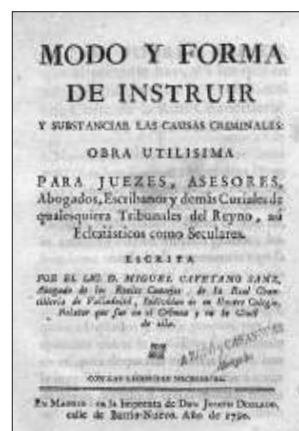 MODO Y FORMA
DE INSTRUIR
Y SUBSTANCIAR LAS CAUSAS CRIMINALES:
OBRA UTILISIMA
PARA JUEZES, ASESORES,
Abogados, Escribanos y demás Curiales de
qualesquiera Tribunales del Reyno, asi
Eclesiásticos como Seculares.
ESCRITA
POR EL LIC. D. MIGUEL CAYETANO SANZ,
Abogado de los Reales Consejos, de la Real Chan-
cilleria de Valladolid, Individuo de su Ilustre Colegio,
Relator que fue en el Crimen y en lo Civil
de ella.
CON LAS LICENCIAS NECESARIAS.
EN MADRID: en la Imprenta de DON JOSEPH DOBLADO,
calle de Barrio-Nuevo. Año de 1790.